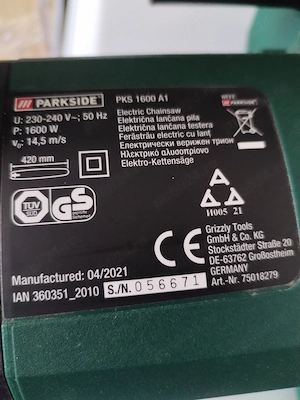 PARKSIDE
PKS 1600 A1
U: 230-240 V~; 50 Hz
P: 1600 W
v₀: 14,5 m/s
Electric Chainsaw
Električna lančana pila
Električna lančana testera
Ferăstrău electric cu lanț
Електрически верижен трион
Ηλεκτρικό αλυσοπρίονο
Elektro-Kettensäge
420 mm
TÜV
SÜD
GS
CE
H005 21
Grizzly Tools
GmbH & Co. KG
Stockstädter Straße 20
DE-63762 Großostheim
GERMANY
Art.-Nr. 75018279
Manufactured: 04/2021
IAN 360351_2010
S./N. 056671